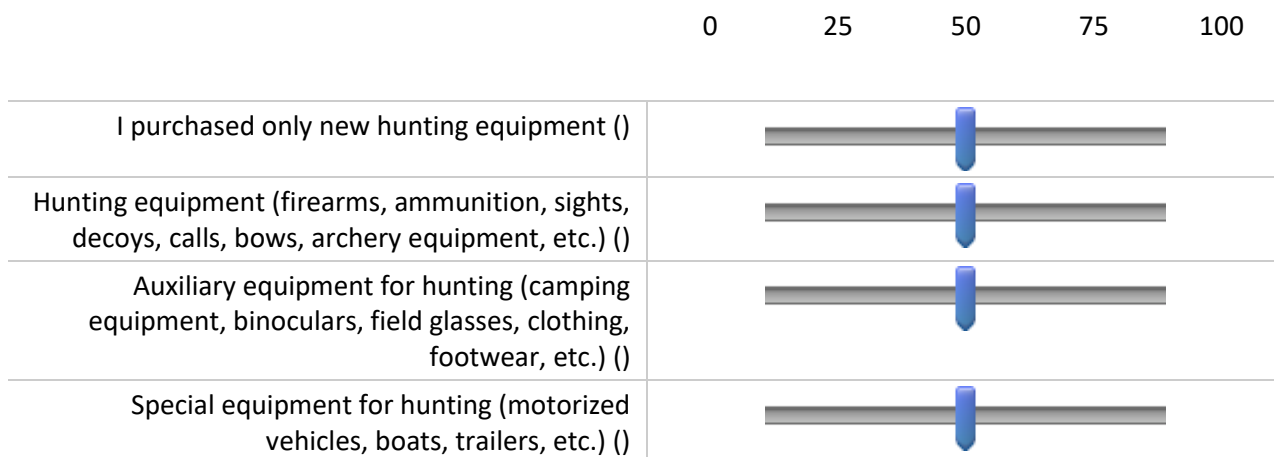 0 25 50 75 100
I purchased only new hunting equipment ()
Hunting equipment (firearms, ammunition, sights,
decoys, calls, bows, archery equipment, etc.) ()
Auxiliary equipment for hunting (camping
equipment, binoculars, field glasses, clothing,
footwear, etc.) ()
Special equipment for hunting (motorized
vehicles, boats, trailers, etc.) ()